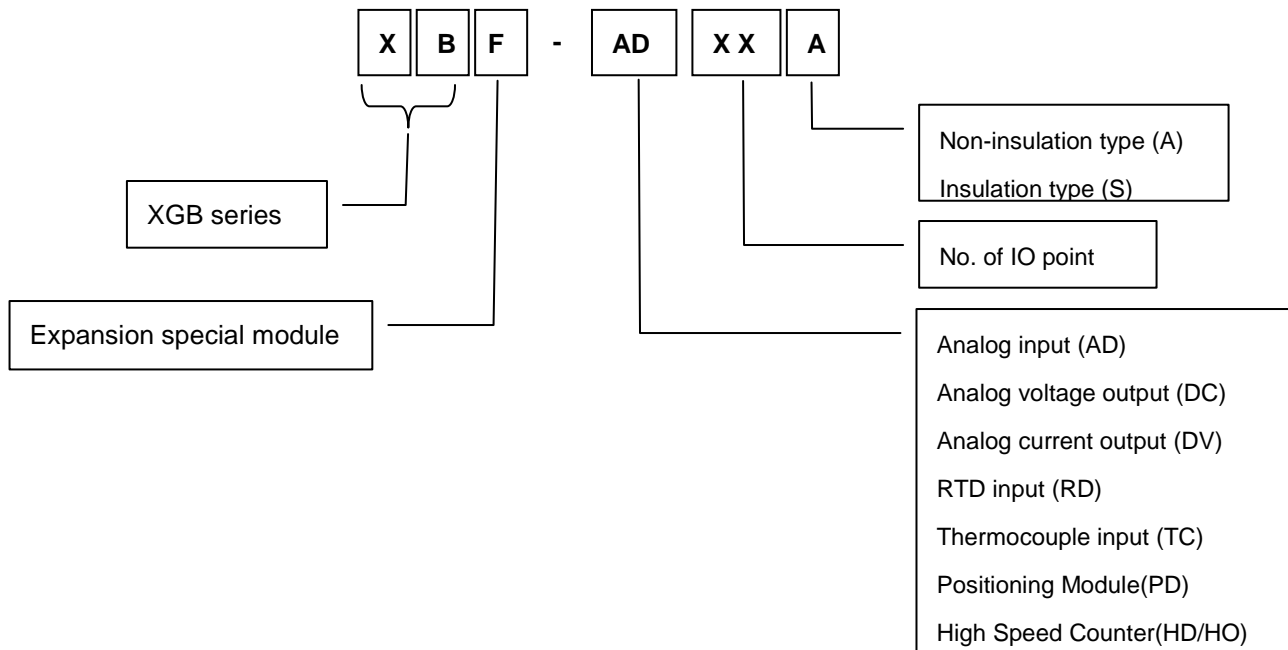 X B F - AD X X A
Non-insulation type (A)
Insulation type (S)
XGB series
No. of IO point
Expansion special module
Analog input (AD)
Analog voltage output (DC)
Analog current output (DV)
RTD input (RD)
Thermocouple input (TC)
Positioning Module(PD)
High Speed Counter(HD/HO)